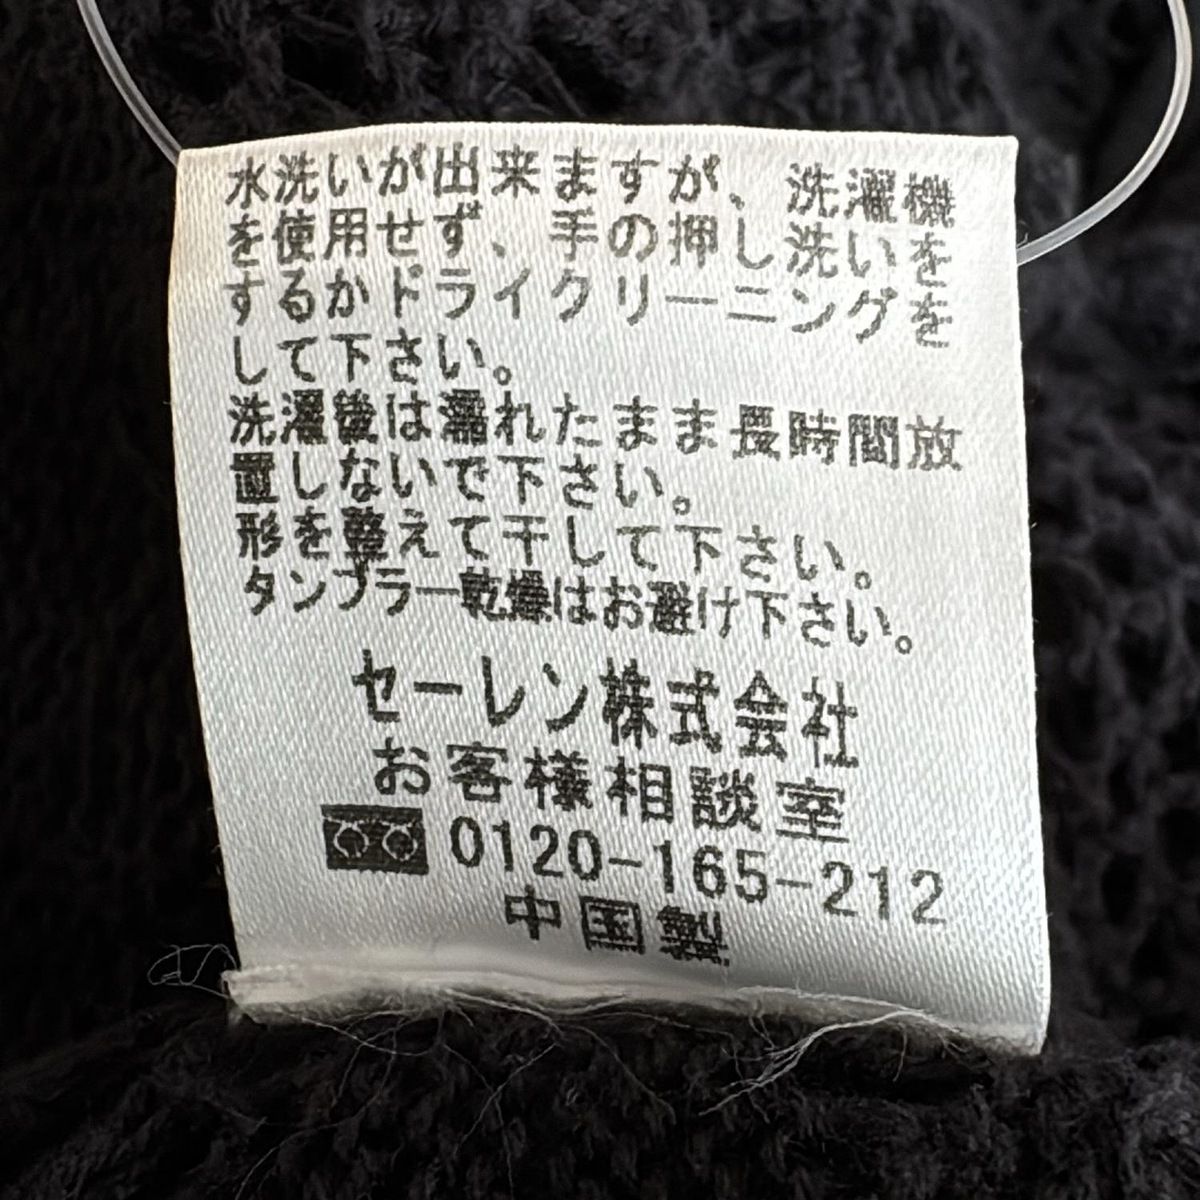 水洗いが出来ますが、洗濯機
を使用せず、手の押し洗いを
するかドライクリーニングを
して下さい。
洗濯後は濡れたまま長時間放
置しないで下さい。
形を整えて干して下さい。
タンブラー乾燥はお避け下さい。
セーレン株式会社
お客様相談室
0120-165-212
中国製